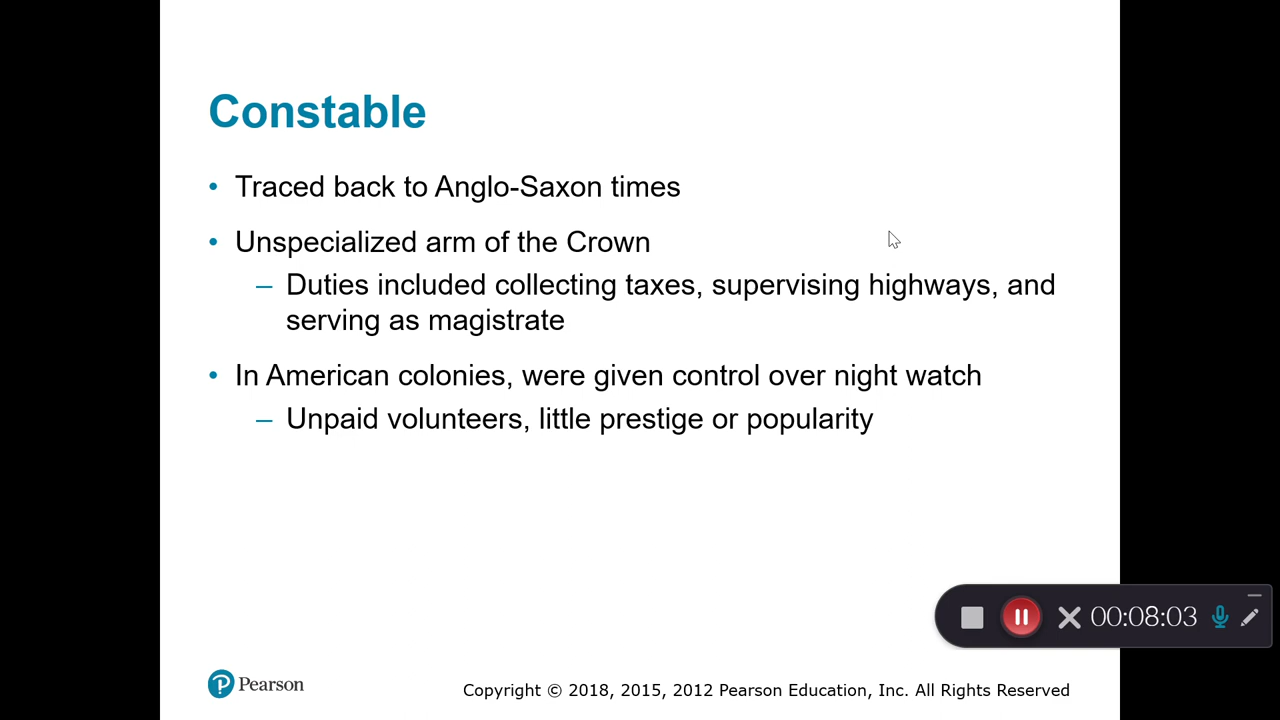 Constable
• Traced back to Anglo-Saxon times
• Unspecialized arm of the Crown
– Duties included collecting taxes, supervising highways, and
serving as magistrate
• In American colonies, were given control over night watch
– Unpaid volunteers, little prestige or popularity
00:08:03
Pearson
Copyright © 2018, 2015, 2012 Pearson Education, Inc. All Rights Reserved